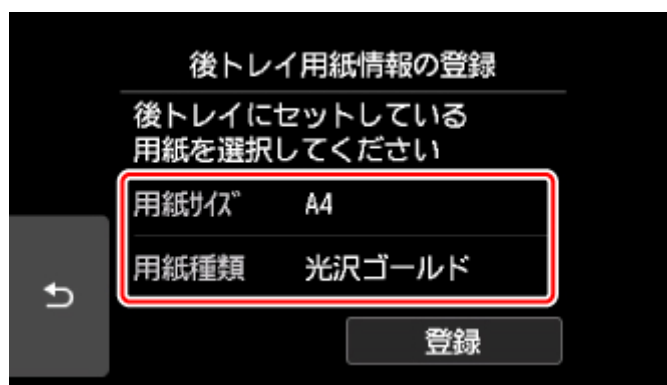 後トレイ用紙情報の登録
後トレイにセットしている
用紙を選択してください
用紙ｻｲｽﾞ A4
用紙種類 光沢ゴールド
登録